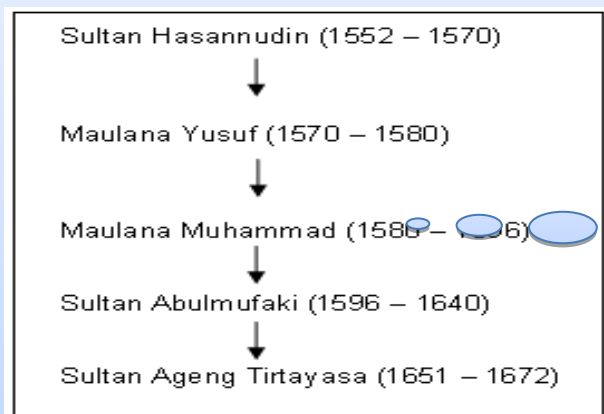 Sultan Hasannudin (1552 – 1570)
Maulana Yusuf (1570 – 1580)
Maulana Muhammad
Sultan Abulmufaki (1596 – 1640)
Sultan Ageng Tirtayasa (1651 – 1672)